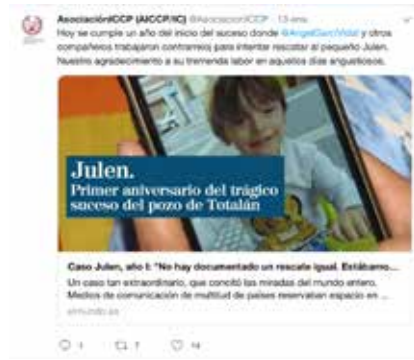 AsociaciónICCP (AICCP/IC) @AsociacionICCP · 13 ene.
Hoy se cumple un año del inicio del suceso donde @AngelGarciVidal y otros
compañeros trabajaron contrarreloj para intentar rescatar al pequeño Julen.
Nuestro agradecimiento a su tremenda labor en aquellos días angustiosos.
Julen.
Primer aniversario del trágico
suceso del pozo de Totalán
Caso Julen, año I: "No hay documentado un rescate igual. Estábamo...
Un caso tan extraordinario, que concitó las miradas del mundo entero.
Medios de comunicación de multitud de países reservaban espacio en ...
elmundo.es
1